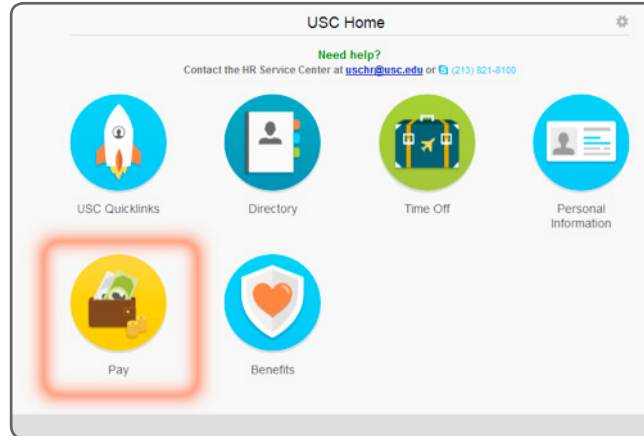 USC Home
Need help?
Contact the HR Service Center at uschr@usc.edu or (213) 821-8100
USC Quicklinks
Directory
Time Off
Personal
Information
Pay
Benefits